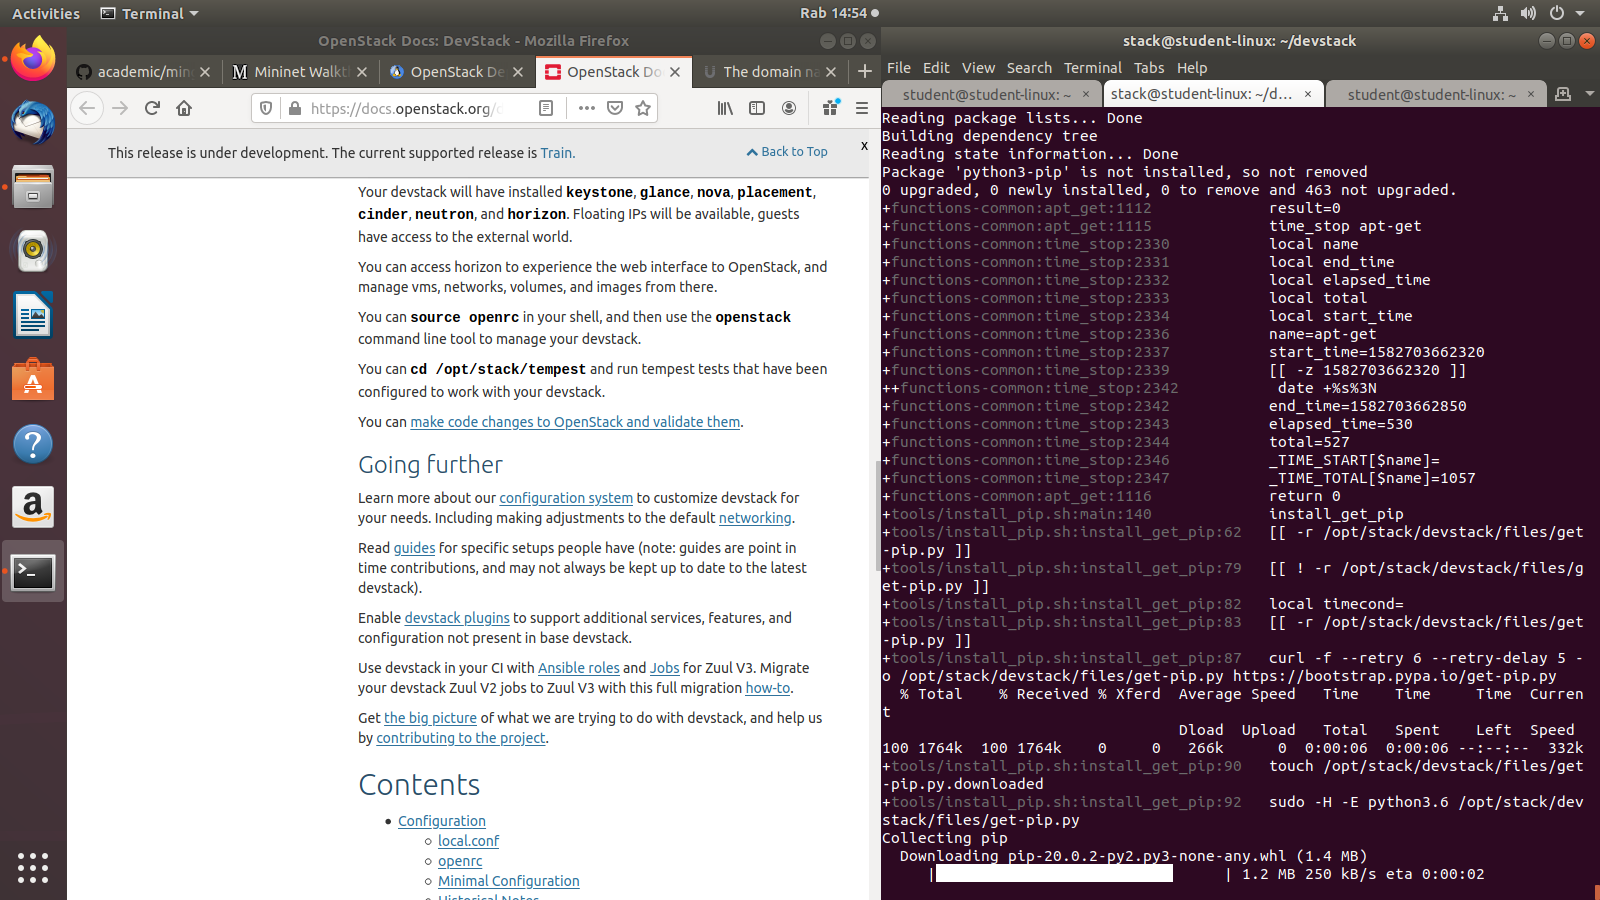 Activities
Terminal
Rab 14:54
OpenStack Docs: DevStack - Mozilla Firefox
academic/min
Mininet Walkt
OpenStack De
OpenStack Do
The domain na
https://docs.openstack.org/
This release is under development. The current supported release is Train.
Back to Top
x
Your devstack will have installed keystone, glance, nova, placement,
cinder, neutron, and horizon. Floating IPs will be available, guests
have access to the external world.
You can access horizon to experience the web interface to OpenStack, and
manage vms, networks, volumes, and images from there.
You can source openrc in your shell, and then use the openstack
command line tool to manage your devstack.
You can cd /opt/stack/tempest and run tempest tests that have been
configured to work with your devstack.
You can make code changes to OpenStack and validate them.
Going further
Learn more about our configuration system to customize devstack for
your needs. Including making adjustments to the default networking.
Read guides for specific setups people have (note: guides are point in
time contributions, and may not always be kept up to date to the latest
devstack).
Enable devstack plugins to support additional services, features, and
configuration not present in base devstack.
Use devstack in your CI with Ansible roles and Jobs for Zuul V3. Migrate
your devstack Zuul V2 jobs to Zuul V3 with this full migration how-to.
Get the big picture of what we are trying to do with devstack, and help us
by contributing to the project.
Contents
Configuration
local.conf
openrc
Minimal Configuration
Historical Notes
stack@student-linux: ~/devstack
File Edit View Search Terminal Tabs Help
student@student-linux: ~
stack@student-linux: ~/d...
student@student-linux: ~
Reading package lists... Done
Building dependency tree
Reading state information... Done
Package 'python3-pip' is not installed, so not removed
0 upgraded, 0 newly installed, 0 to remove and 463 not upgraded.
+functions-common:apt_get:1112 result=0
+functions-common:apt_get:1115 time_stop apt-get
+functions-common:time_stop:2330 local name
+functions-common:time_stop:2331 local end_time
+functions-common:time_stop:2332 local elapsed_time
+functions-common:time_stop:2333 local total
+functions-common:time_stop:2334 local start_time
+functions-common:time_stop:2336 name=apt-get
+functions-common:time_stop:2337 start_time=1582703662320
+functions-common:time_stop:2339 [[ -z 1582703662320 ]]
++functions-common:time_stop:2342 date +%s%3N
+functions-common:time_stop:2342 end_time=1582703662850
+functions-common:time_stop:2343 elapsed_time=530
+functions-common:time_stop:2344 total=527
+functions-common:time_stop:2346 _TIME_START[$name]=
+functions-common:time_stop:2347 _TIME_TOTAL[$name]=1057
+functions-common:apt_get:1116 return 0
+tools/install_pip.sh:main:140 install_get_pip
+tools/install_pip.sh:install_get_pip:62 [[ -r /opt/stack/devstack/files/get
-pip.py ]]
+tools/install_pip.sh:install_get_pip:79 [[ ! -r /opt/stack/devstack/files/g
et-pip.py ]]
+tools/install_pip.sh:install_get_pip:82 local timecond=
+tools/install_pip.sh:install_get_pip:83 [[ -r /opt/stack/devstack/files/get
-pip.py ]]
+tools/install_pip.sh:install_get_pip:87 curl -f --retry 6 --retry-delay 5 -
o /opt/stack/devstack/files/get-pip.py https://bootstrap.pypa.io/get-pip.py
% Total % Received % Xferd Average Speed Time Time Time Curren
t
Dload Upload Total Spent Left Speed
100 1764k 100 1764k 0 0 266k 0 0:00:06 0:00:06 --:--:-- 332k
+tools/install_pip.sh:install_get_pip:90 touch /opt/stack/devstack/files/get
-pip.py.downloaded
+tools/install_pip.sh:install_get_pip:92 sudo -H -E python3.6 /opt/stack/dev
stack/files/get-pip.py
Collecting pip
Downloading pip-20.0.2-py2.py3-none-any.whl (1.4 MB)
| | 1.2 MB 250 kB/s eta 0:00:02